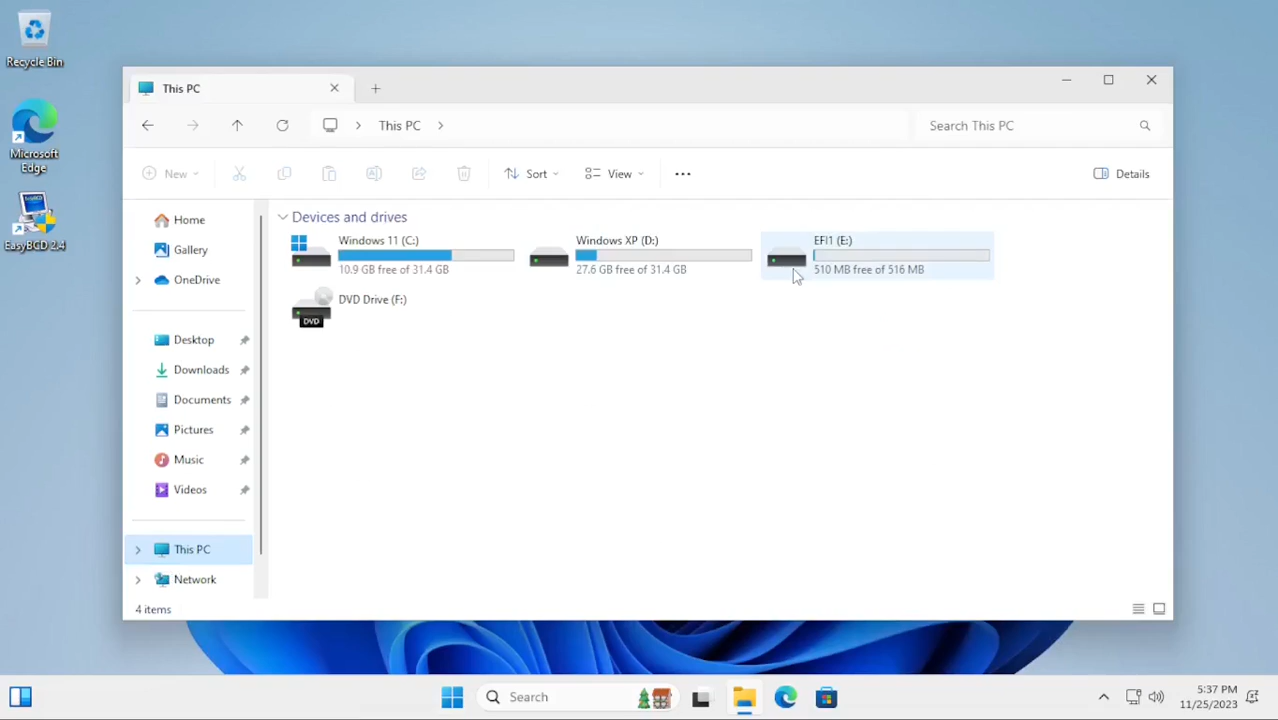 Recycle Bin
Microsoft
Edge
EasyBCD 2.4
This PC
This PC
Search This PC
New
Sort
View
Details
Home
Gallery
OneDrive
Desktop
Downloads
Documents
Pictures
Music
Videos
This PC
Network
Devices and drives
Windows 11 (C:)
10.9 GB free of 31.4 GB
Windows XP (D:)
27.6 GB free of 31.4 GB
EFI1 (E:)
510 MB free of 516 MB
DVD Drive (F:)
DVD
4 items
Search
5:37 PM
11/25/2023